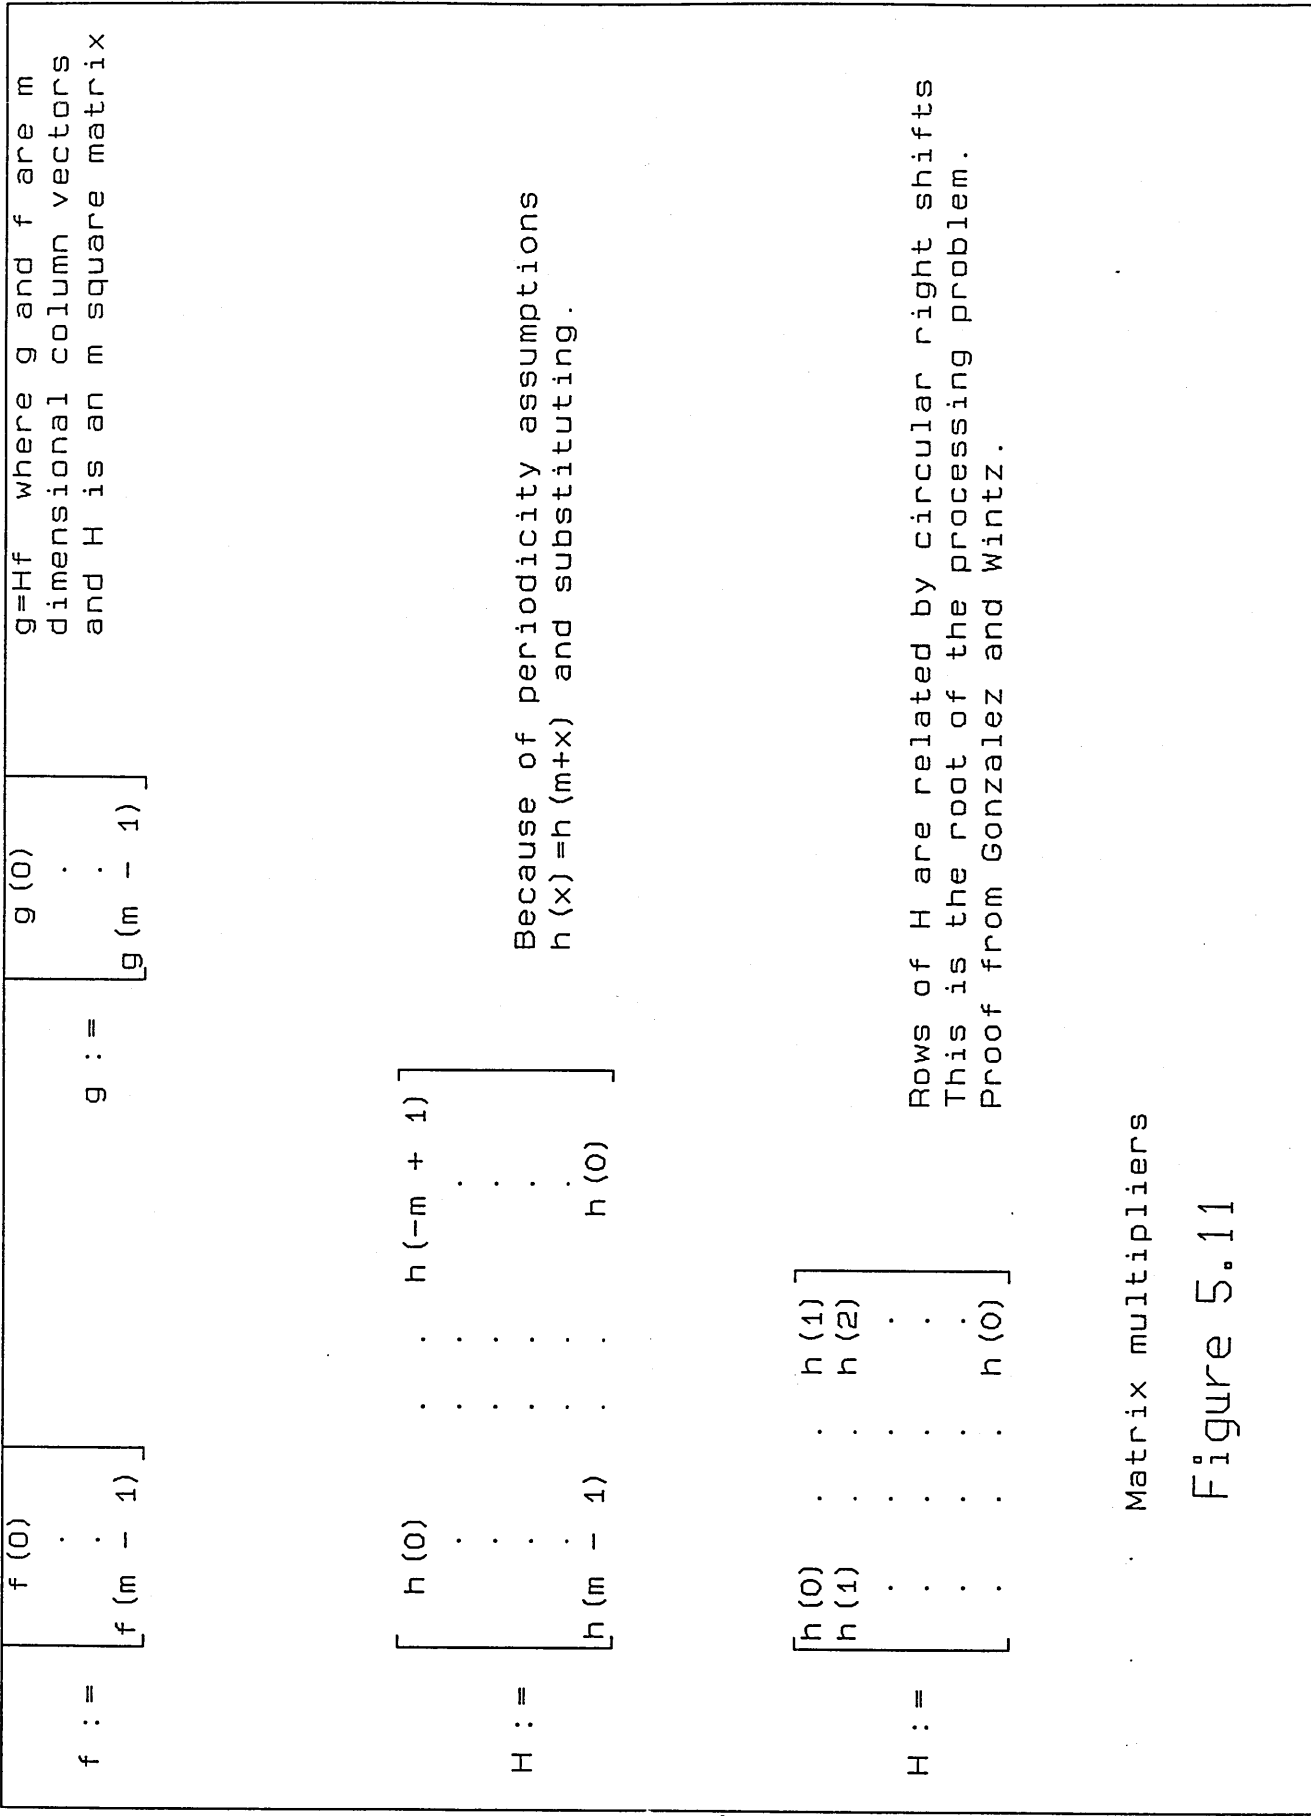 f := [ f(0) . . f(m - 1) ]
g := [ g(0) . . g(m - 1) ]
g=Hf where g and f are m
dimensional column vectors
and H is an m square matrix
H :=
h(0) . . h(-m + 1)
. . . .
. . . .
. . . .
. . . .
h(m - 1) . . h(0)
Because of periodicity assumptions
h(x)=h(m+x) and substituting.
H :=
h(0) . . h(1)
h(1) . . h(2)
. . . .
. . . .
. . . .
. . . h(0)
Rows of H are related by circular right shifts
This is the root of the processing problem.
Proof from Gonzalez and Wintz.
Matrix multipliers
Figure 5.11